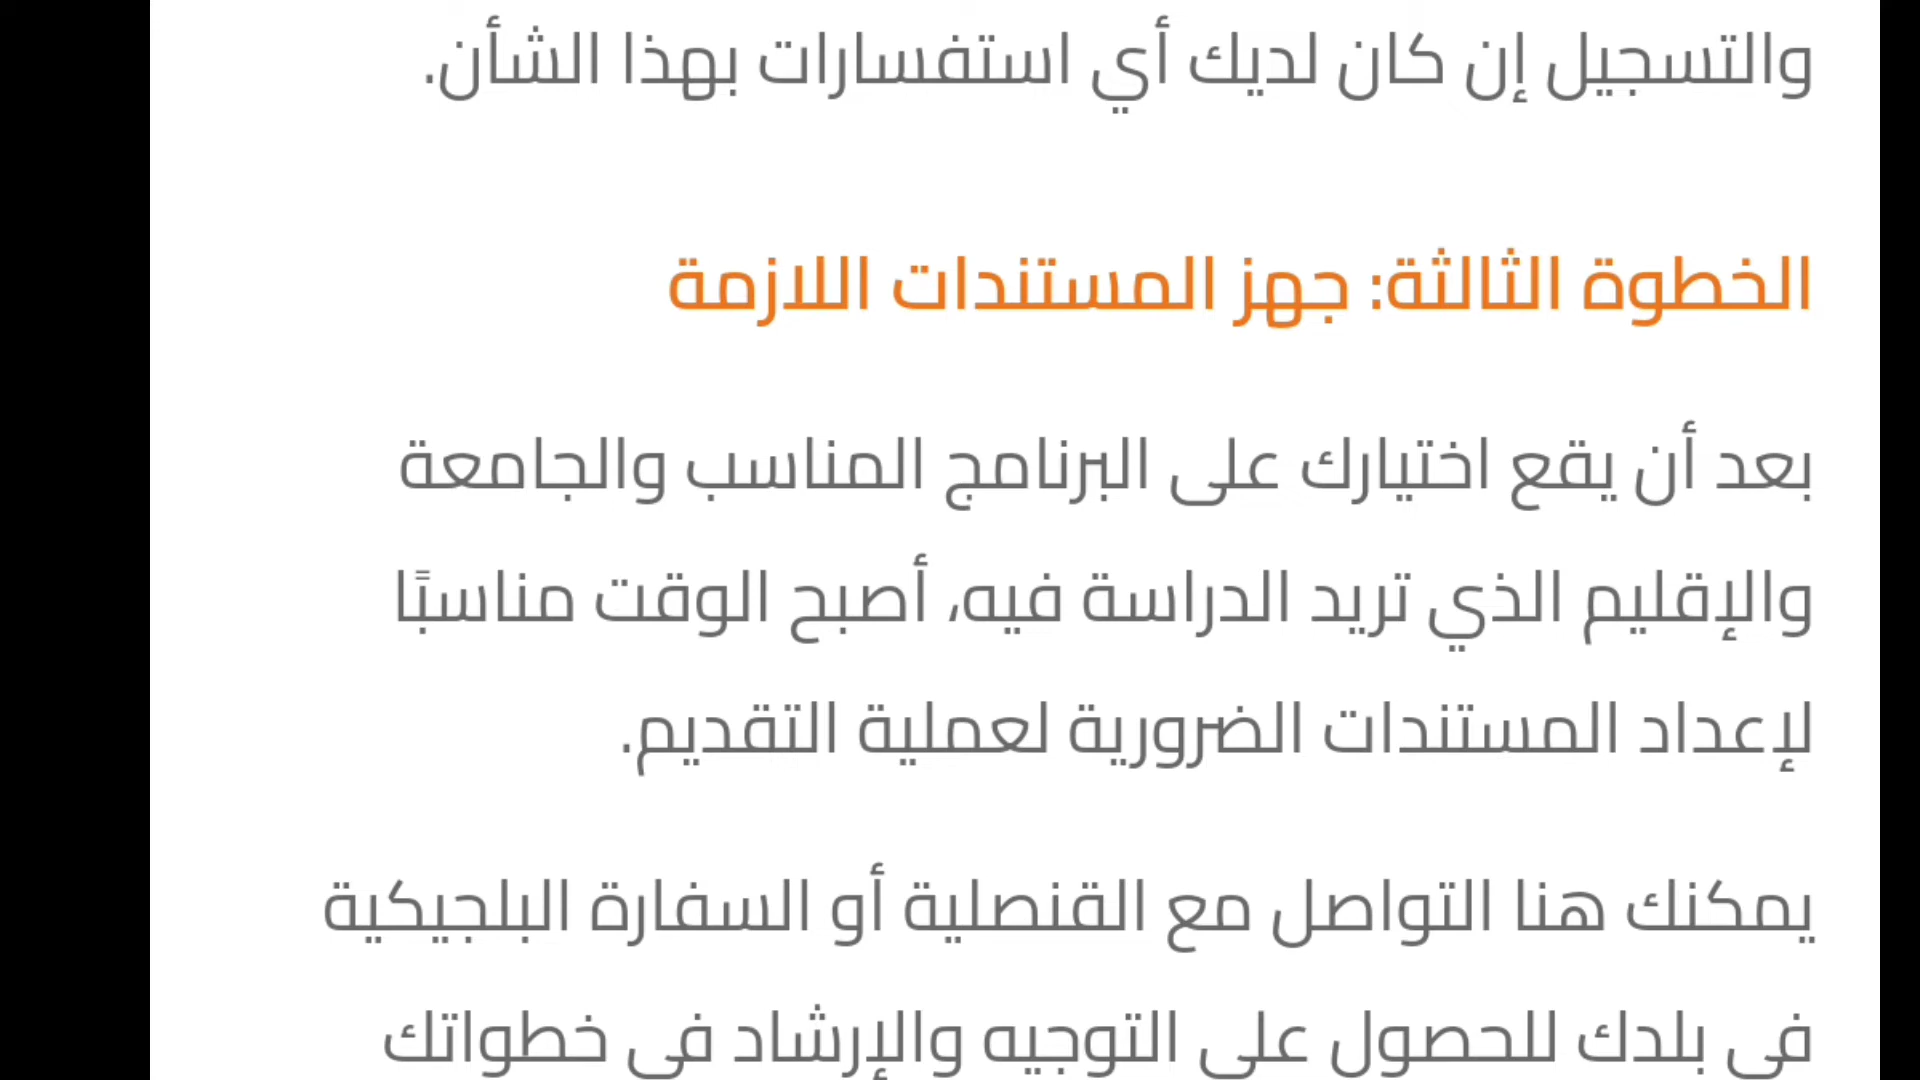 والتسجيل إن كان لديك أي استفسارات بهذا الشأن.
الخطوة الثالثة: جهز المستندات اللازمة
بعد أن يقع اختيارك على البرنامج المناسب والجامعة
والإقليم الذي تريد الدراسة فيه، أصبح الوقت مناسبًا
لإعداد المستندات الضرورية لعملية التقديم.
يمكنك هنا التواصل مع القنصلية أو السفارة البلجيكية
في بلدك للحصول على التوجيه والإرشاد في خطواتك